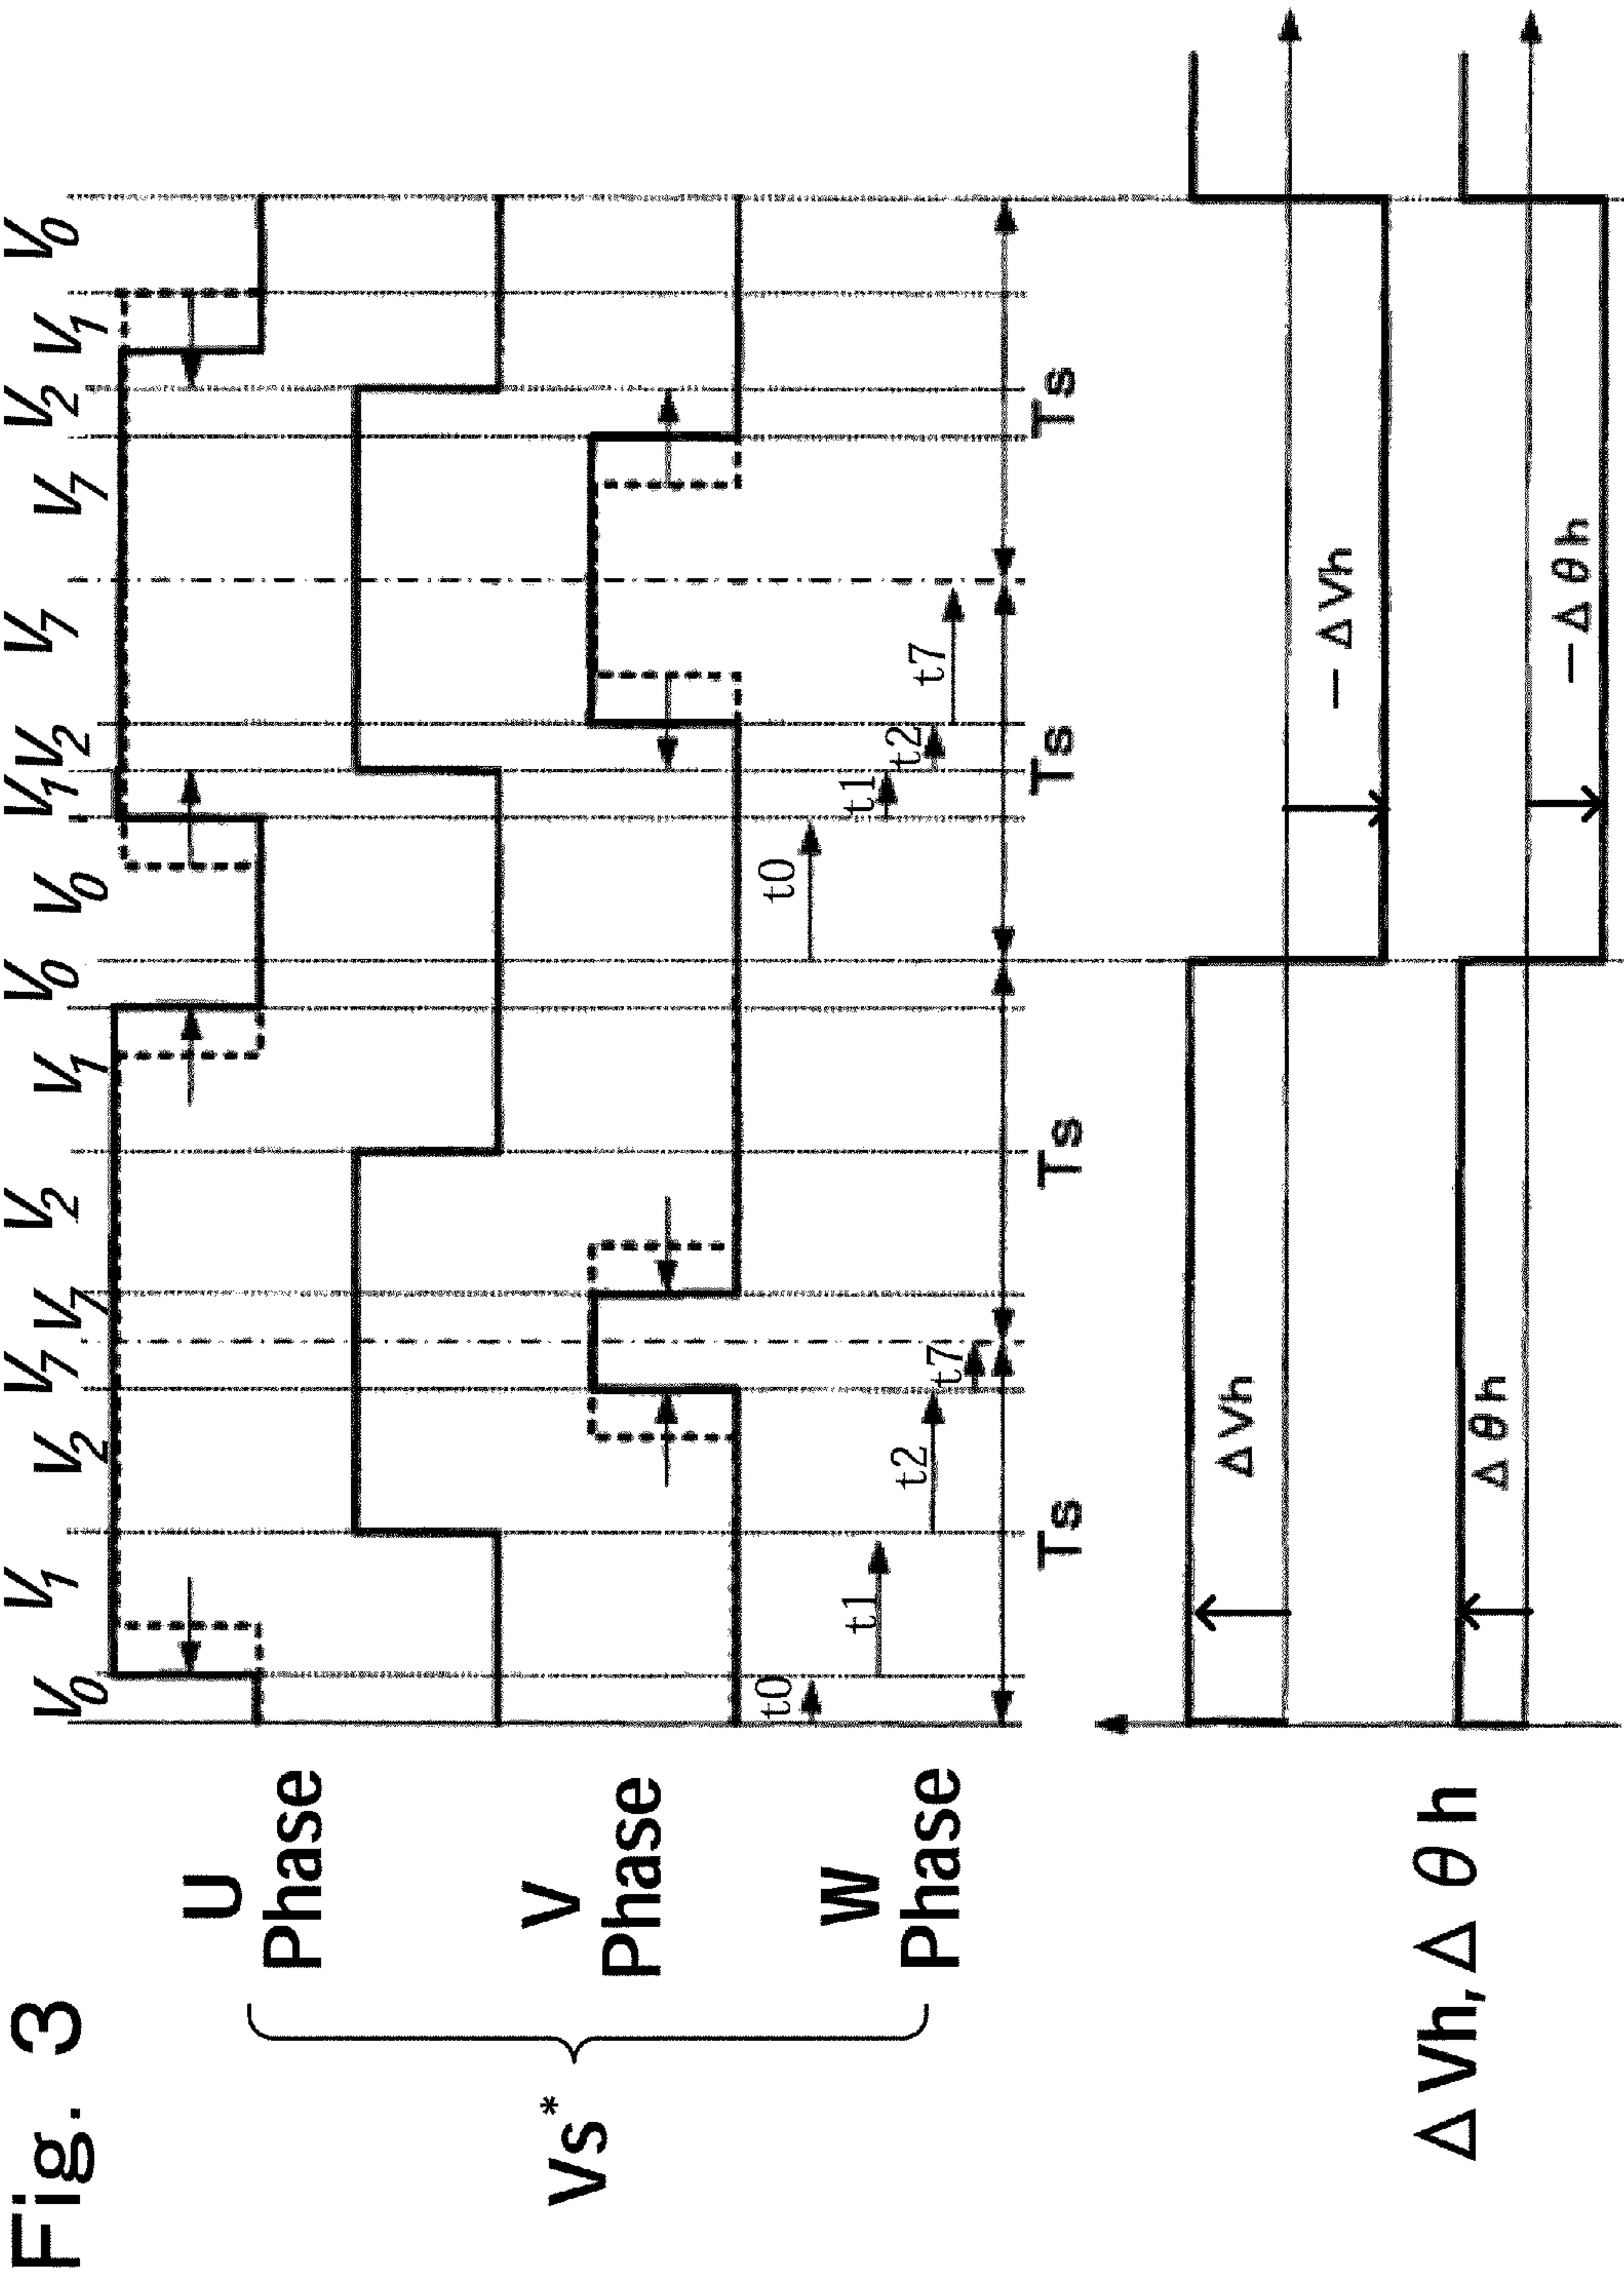 Fig. 3
V0 V1 V2 V7 V7 V2 V1 V0 V0 V1 V2 V7 V7 V2 V1 V0
U
Phase
Vs*
V
Phase
W
Phase
t0 t1 t2 t7 t0 t1 t2 t7
Ts Ts Ts Ts
ΔVh,Δθh
ΔVh −ΔVh
Δθh −Δθh